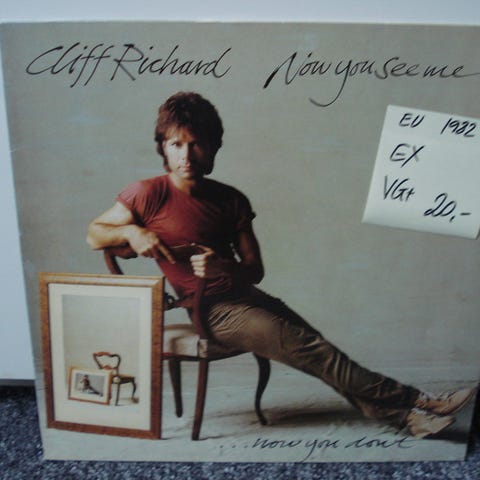 Cliff Richard Now you see me
EU 1982
EX
VG+ 20,-
...now you don't